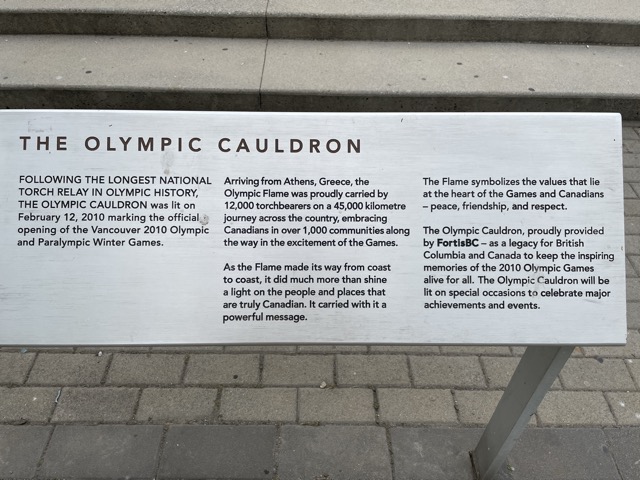 THE OLYMPIC CAULDRON
FOLLOWING THE LONGEST NATIONAL
TORCH RELAY IN OLYMPIC HISTORY,
THE OLYMPIC CAULDRON was lit on
February 12, 2010 marking the official
opening of the Vancouver 2010 Olympic
and Paralympic Winter Games.
Arriving from Athens, Greece, the
Olympic Flame was proudly carried by
12,000 torchbearers on a 45,000 kilometre
journey across the country, embracing
Canadians in over 1,000 communities along
the way in the excitement of the Games.
As the Flame made its way from coast
to coast, it did much more than shine
a light on the people and places that
are truly Canadian. It carried with it a
powerful message.
The Flame symbolizes the values that lie
at the heart of the Games and Canadians
– peace, friendship, and respect.
The Olympic Cauldron, proudly provided
by FortisBC – as a legacy for British
Columbia and Canada to keep the inspiring
memories of the 2010 Olympic Games
alive for all. The Olympic Cauldron will be
lit on special occasions to celebrate major
achievements and events.